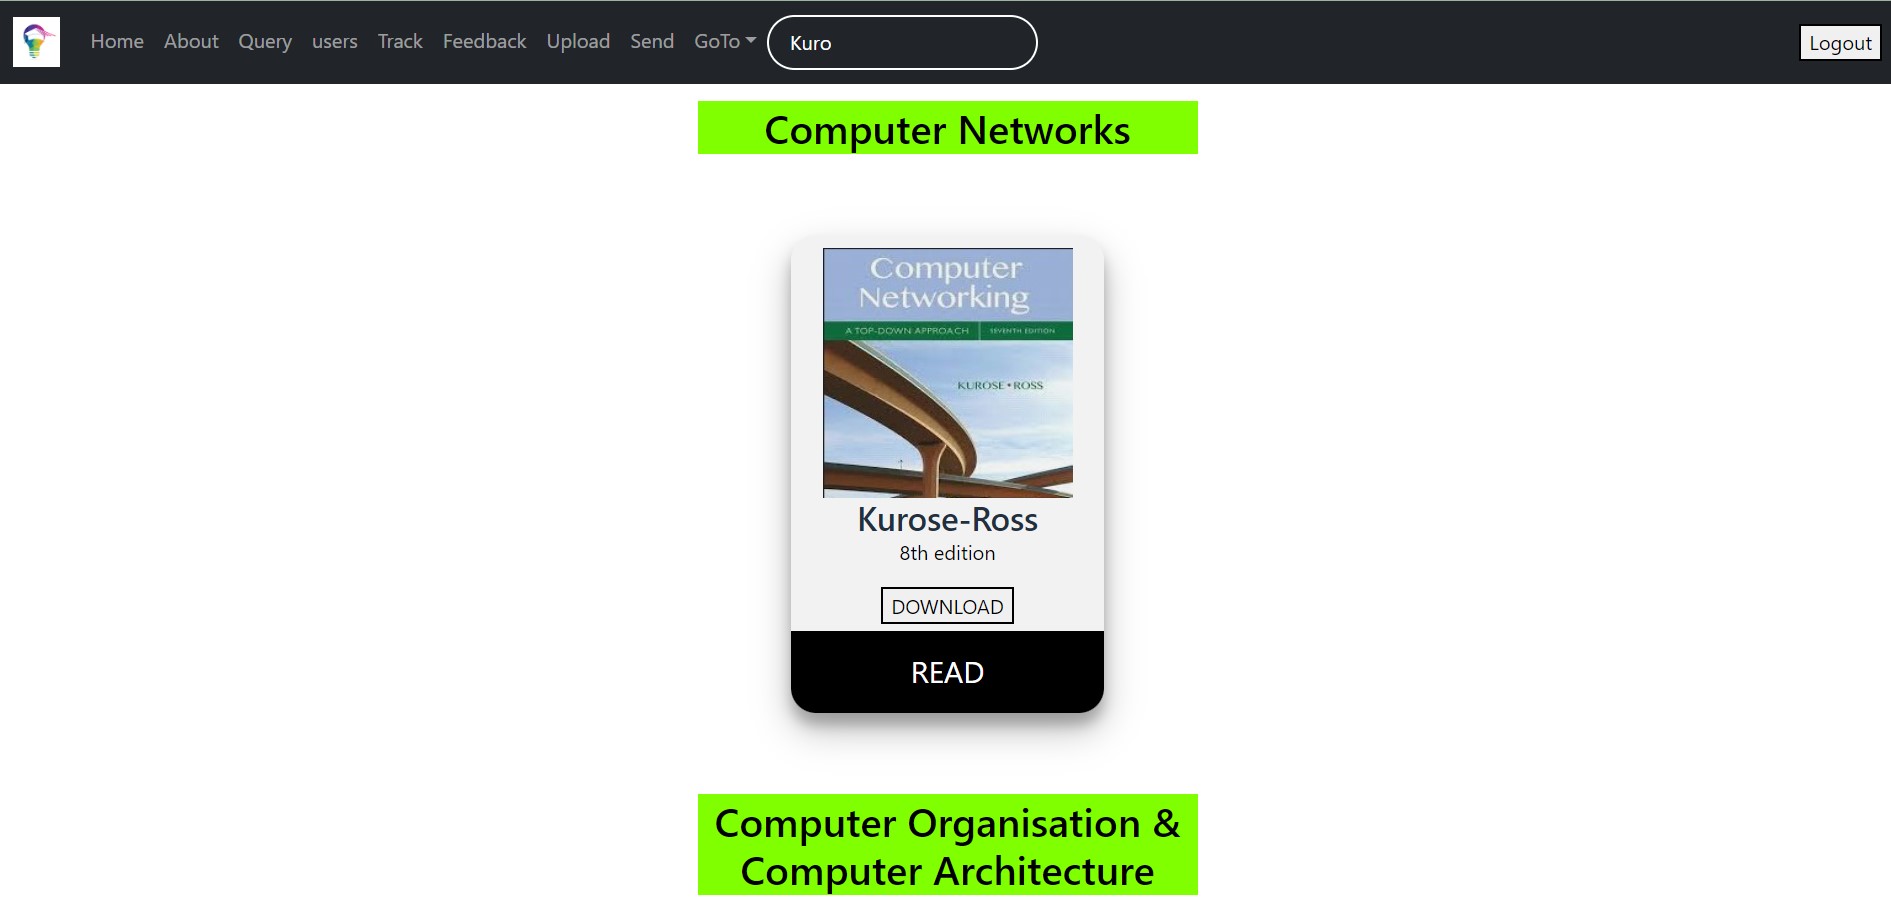 Home About Query users Track Feedback Upload Send GoTo Kuro Logout
Computer Networks
Computer
Networking
A TOP-DOWN APPROACH SEVENTH EDITION
KUROSE • ROSS
Kurose-Ross
8th edition
DOWNLOAD
READ
Computer Organisation &
Computer Architecture